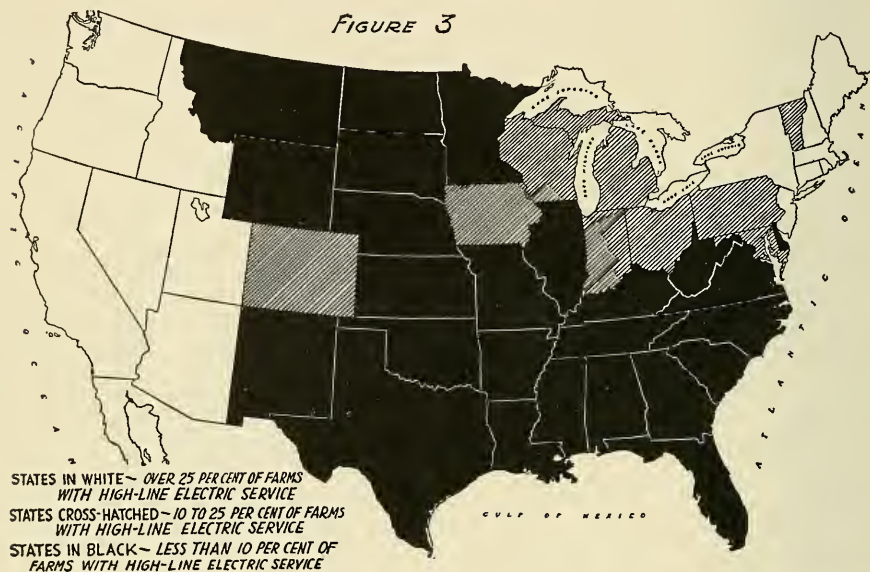 FIGURE 3
PACIFIC OCEAN
ATLANTIC OCEAN
GULF OF MEXICO
STATES IN WHITE~ OVER 25 PER CENT OF FARMS
WITH HIGH-LINE ELECTRIC SERVICE
STATES CROSS-HATCHED~10 TO 25 PER CENT OF FARMS
WITH HIGH-LINE ELECTRIC SERVICE
STATES IN BLACK~ LESS THAN 10 PER CENT OF
FARMS WITH HIGH-LINE ELECTRIC SERVICE